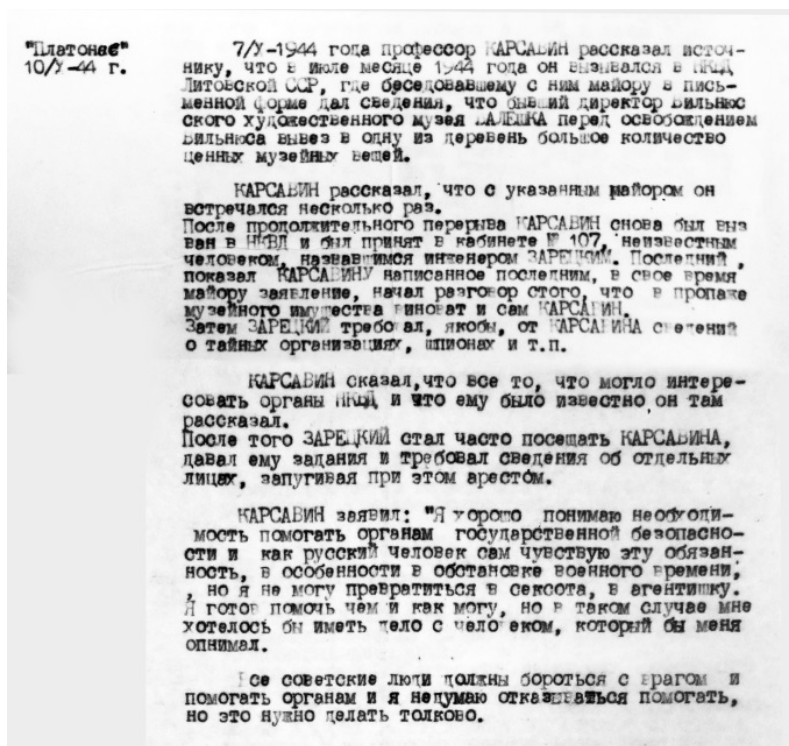 "Платонас"
10/Х-44 г.
7/Х-1944 года профессор КАРСАВИН рассказал источ-
нику, что в июле месяце 1944 года он вызывался в НКВД
Литовской ССР, где беседовавшему с ним майору в пись-
менной форме дал сведения, что бывший директор Вильнюс
ского художественного музея ВАЛЕШКА перед освобождением
Вильнюса вывез в одну из деревень большое количество
ценных музейных вещей.
КАРСАВИН рассказал, что с указанным майором он
встречался несколько раз.
После продолжительного перерыва КАРСАВИН снова был выз
ван в НКВД и был принят в кабинете № 107, неизвестным
человеком, назвавшимся инженером ЗАРЕЦКИМ. Последний,
показал КАРСАВИНУ написанное последним, в свое время
майору заявление, начал разговор стого, что в пропаже
музейного имущества виноват и сам КАРСАВИН.
Затем ЗАРЕЦКИЙ требовал, якобы, от КАРСАВИНА сведений
о тайных организациях, шпионах и т.п.
КАРСАВИН сказал,что все то, что могло интере-
совать органы НКВД и что ему было известно он там
рассказал.
После того ЗАРЕЦКИЙ стал часто посещать КАРСАВИНА,
давал ему задания и требовал сведения об отдельных
лицах, запугивая при этом арестом.
КАРСАВИН заявил: "Я хорошо понимаю необходи-
мость помогать органам государственной безопасно-
сти и как русский человек сам чувствую эту обязан-
ность, в особенности в обстановке военного времени,
, но я не могу превратиться в сексота, в агентишку.
Я готов помочь чем и как могу, но в таком случае мне
хотелось бы иметь дело с человеком, который бы меня
опнимал.
Все советские люди должны бороться с врагом и
помогать органам и я недумаю отказываться помогать,
но это нужно делать толково.